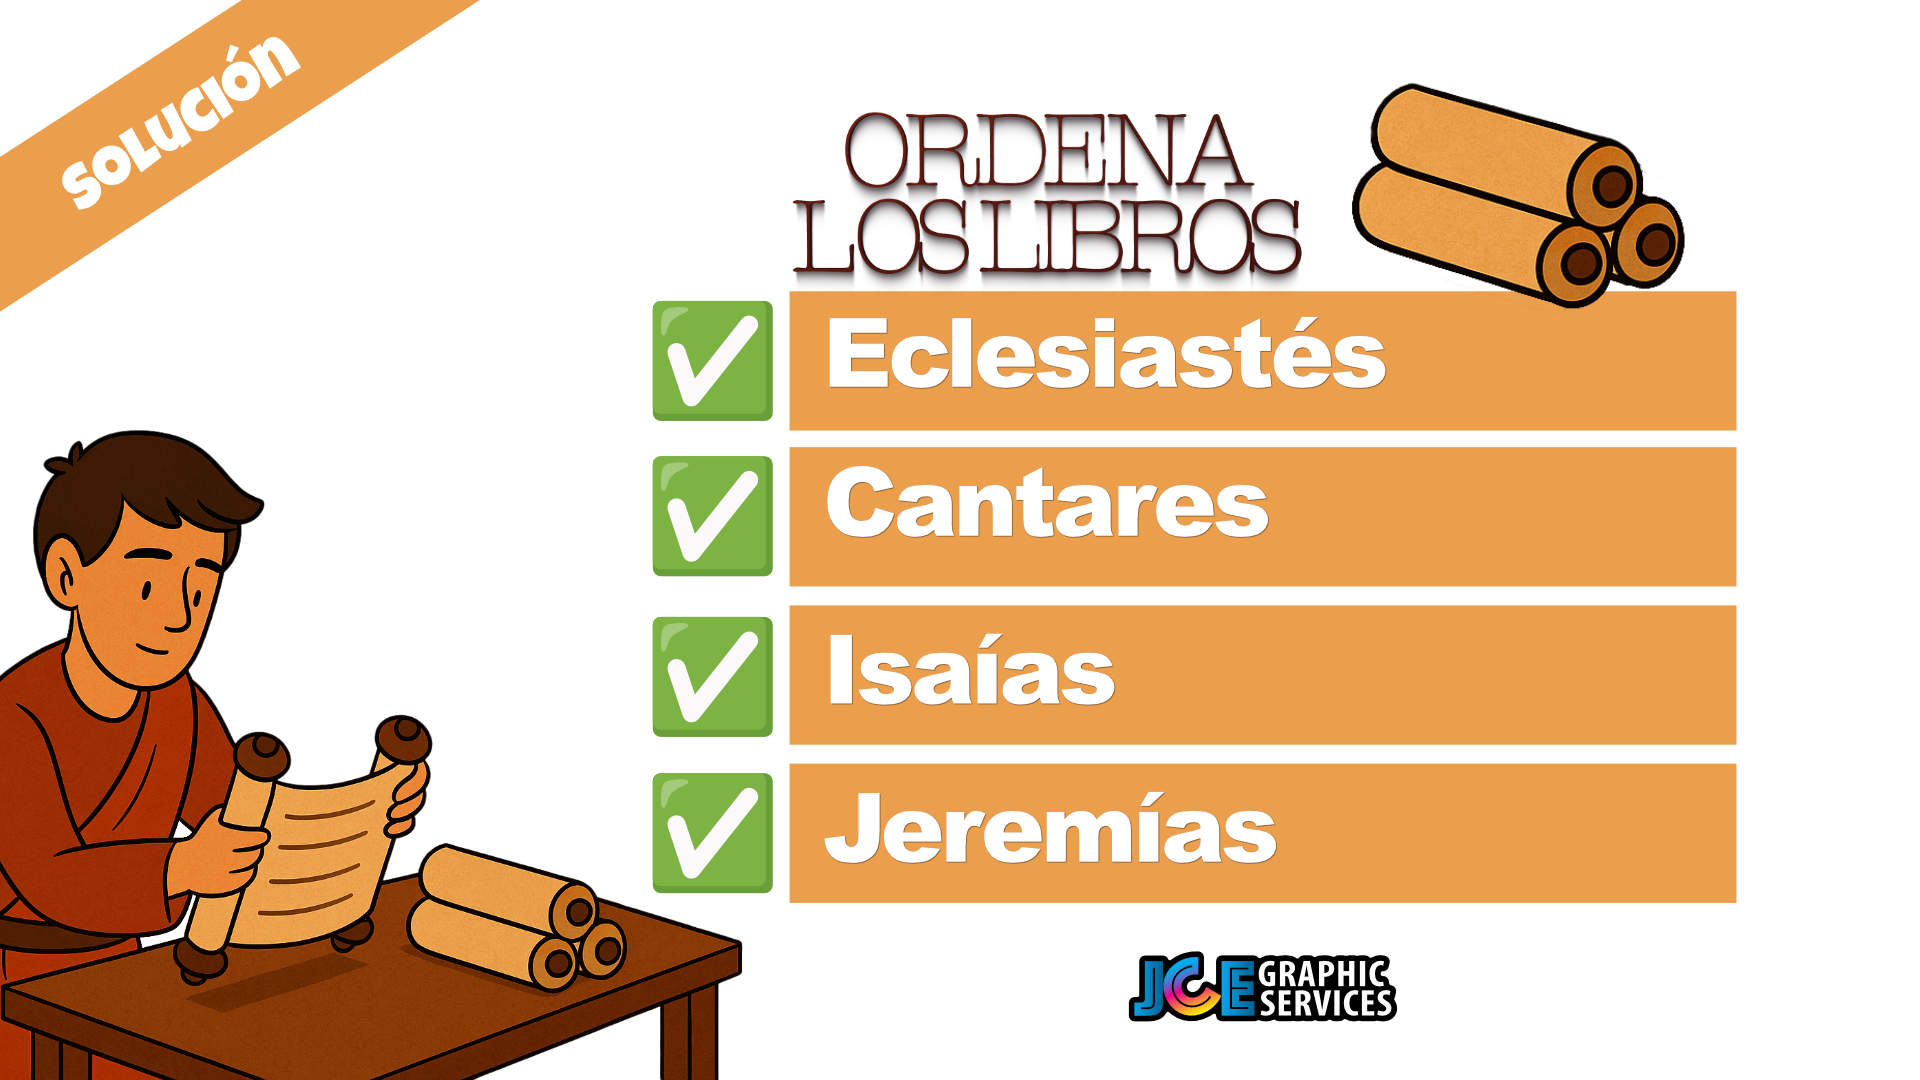 SOLUCIÓN
ORDENA
LOS LIBROS
Eclesiastés
Cantares
Isaías
Jeremías
JCE GRAPHIC
SERVICES